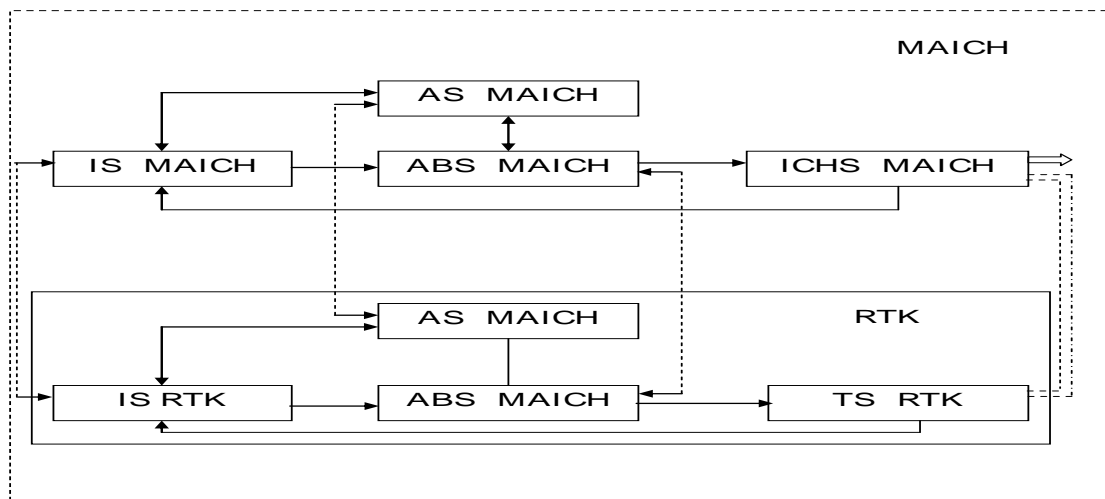 MAICH
AS MAICH
IS MAICH
ABS MAICH
ICHS MAICH
AS MAICH
RTK
IS RTK
ABS MAICH
TS RTK